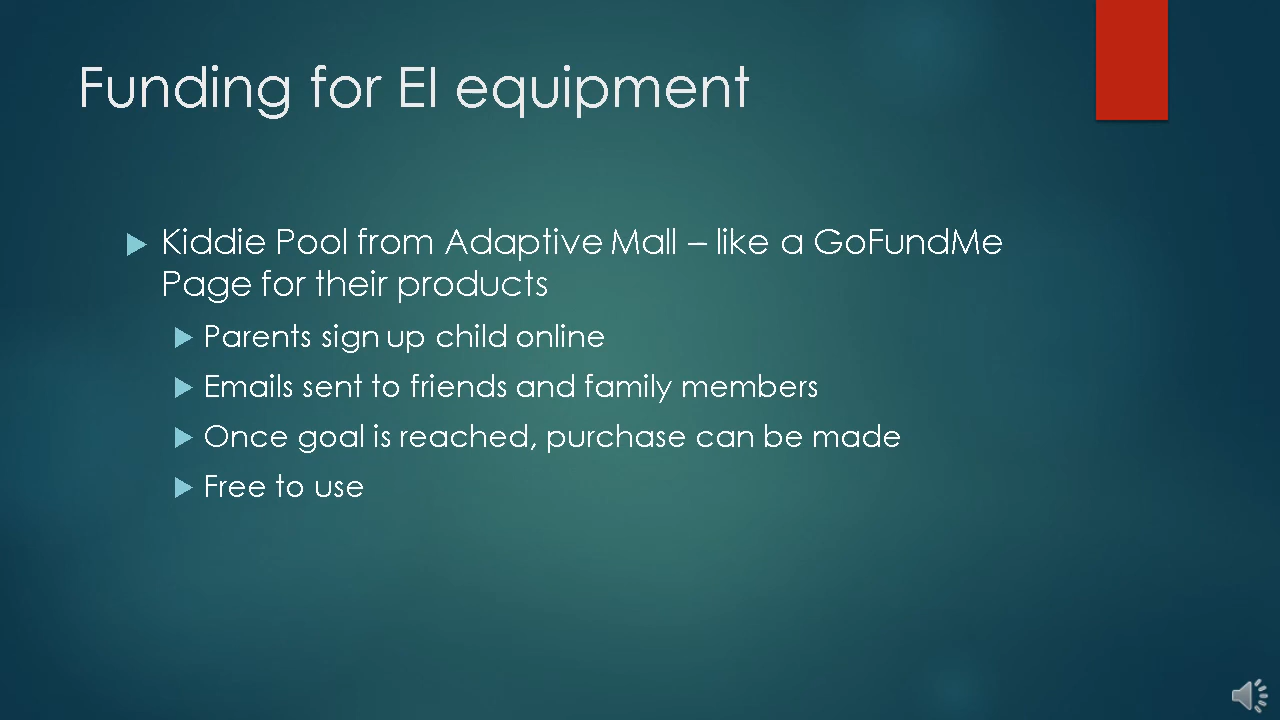 Funding for EI equipment
Kiddie Pool from Adaptive Mall – like a GoFundMe
Page for their products
Parents sign up child online
Emails sent to friends and family members
Once goal is reached, purchase can be made
Free to use